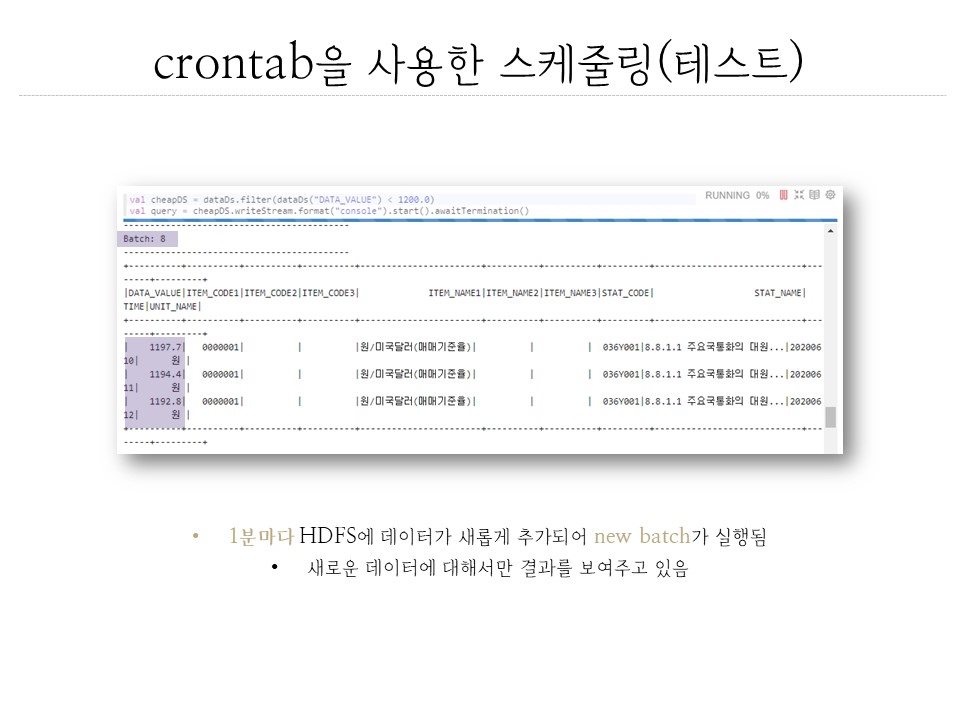 crontab을 사용한 스케줄링(테스트)
val cheapDS = dataDs.filter(dataDs("DATA_VALUE") < 1200.0)
RUNNING 0%
val query = cheapDS.writeStream.format("console").start().awaitTermination()
-------------------------------------------
Batch: 8
-------------------------------------------
+----------+----------+----------+----------+-----------------------+----------+----------+---------+----------------------------+---
-----+---------+
|DATA_VALUE|ITEM_CODE1|ITEM_CODE2|ITEM_CODE3| ITEM_NAME1|ITEM_NAME2|ITEM_NAME3|STAT_CODE| STAT_NAME|
TIME|UNIT_NAME|
+----------+----------+----------+----------+-----------------------+----------+----------+---------+----------------------------+---
-----+---------+
| 1197.7| 0000001| | |원/미국달러(매매기준율)| | | 036Y001|8.8.1.1 주요국통화의 대원...|202006
10| 원 |
| 1194.4| 0000001| | |원/미국달러(매매기준율)| | | 036Y001|8.8.1.1 주요국통화의 대원...|202006
11| 원 |
| 1192.8| 0000001| | |원/미국달러(매매기준율)| | | 036Y001|8.8.1.1 주요국통화의 대원...|202006
12| 원 |
+----------+----------+----------+----------+-----------------------+----------+----------+---------+----------------------------+---
-----+---------+
• 1분마다 HDFS에 데이터가 새롭게 추가되어 new batch가 실행됨
• 새로운 데이터에 대해서만 결과를 보여주고 있음